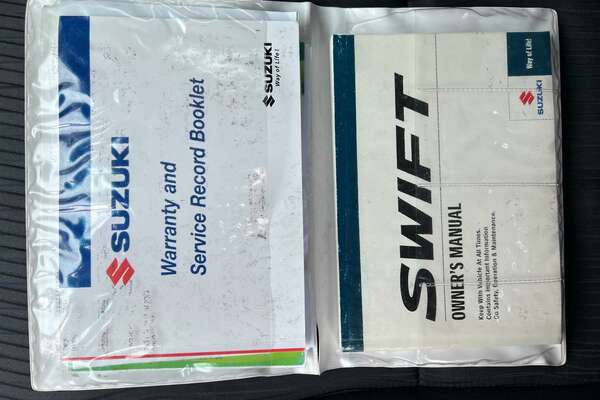 SUZUKI
Warranty and
Service Record Booklet
SUZUKI
Way of Life!
Way of Life!
SUZUKI
SWIFT
OWNER'S MANUAL
Keep With Vehicle At All Times.
Contains Important Information
On Safety, Operation & Maintenance.